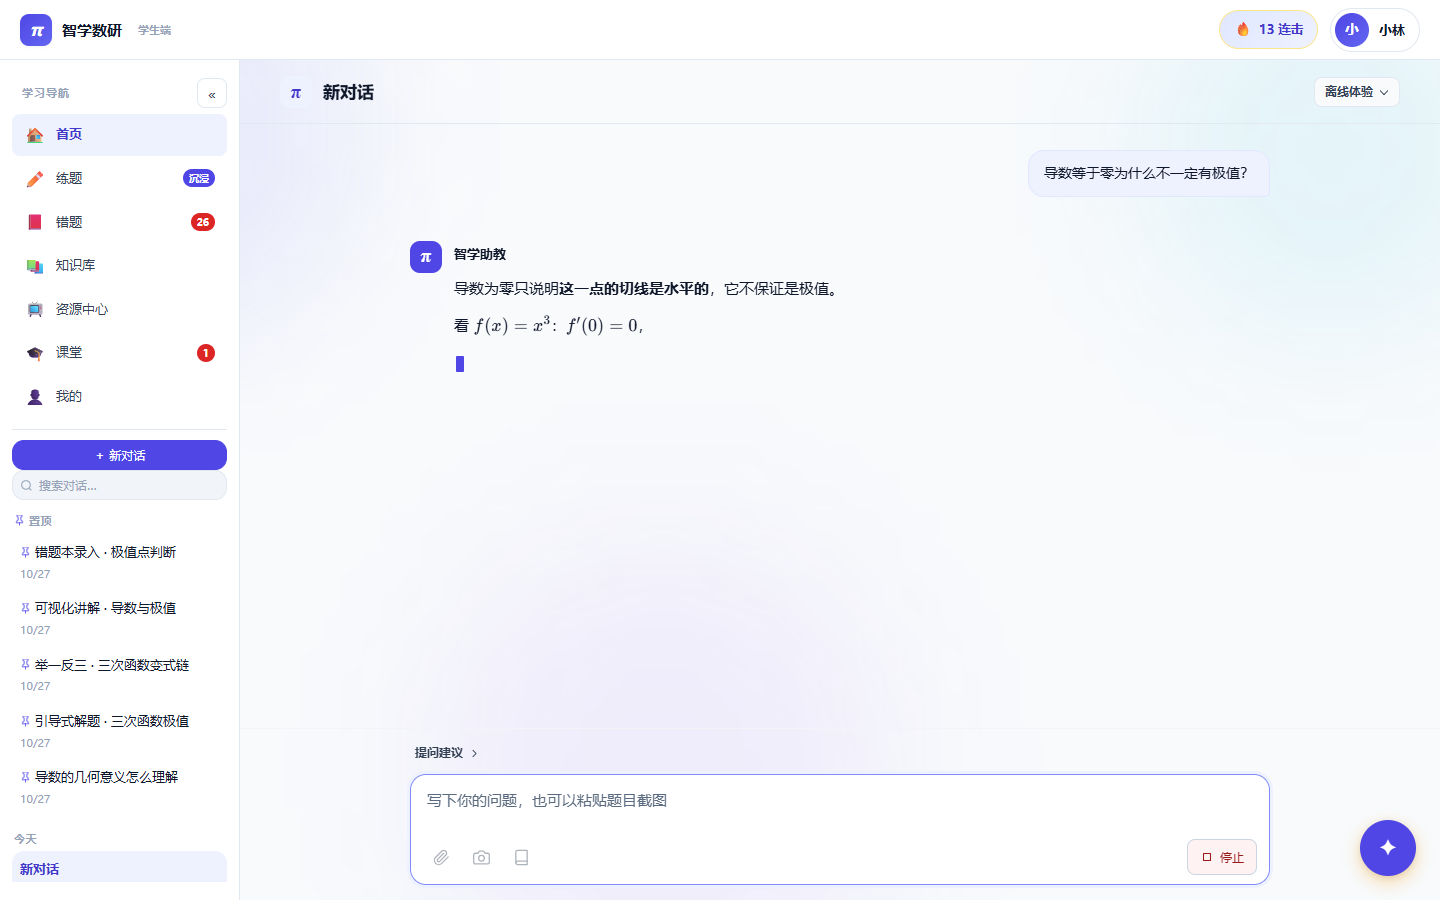 π 智学数研 学生端
13 连击
小 小林
学习导航 «
首页
练题 沉浸
错题 26
知识库
资源中心
课堂 1
我的
+ 新对话
搜索对话...
置顶
错题本录入 · 极值点判断
10/27
可视化讲解 · 导数与极值
10/27
举一反三 · 三次函数变式链
10/27
引导式解题 · 三次函数极值
10/27
导数的几何意义怎么理解
10/27
今天
新对话
π 新对话
离线体验
导数等于零为什么不一定有极值?
π 智学助教
导数为零只说明这一点的切线是水平的，它不保证是极值。
看 f(x) = x³：f′(0) = 0，
提问建议 >
写下你的问题，也可以粘贴题目截图
停止